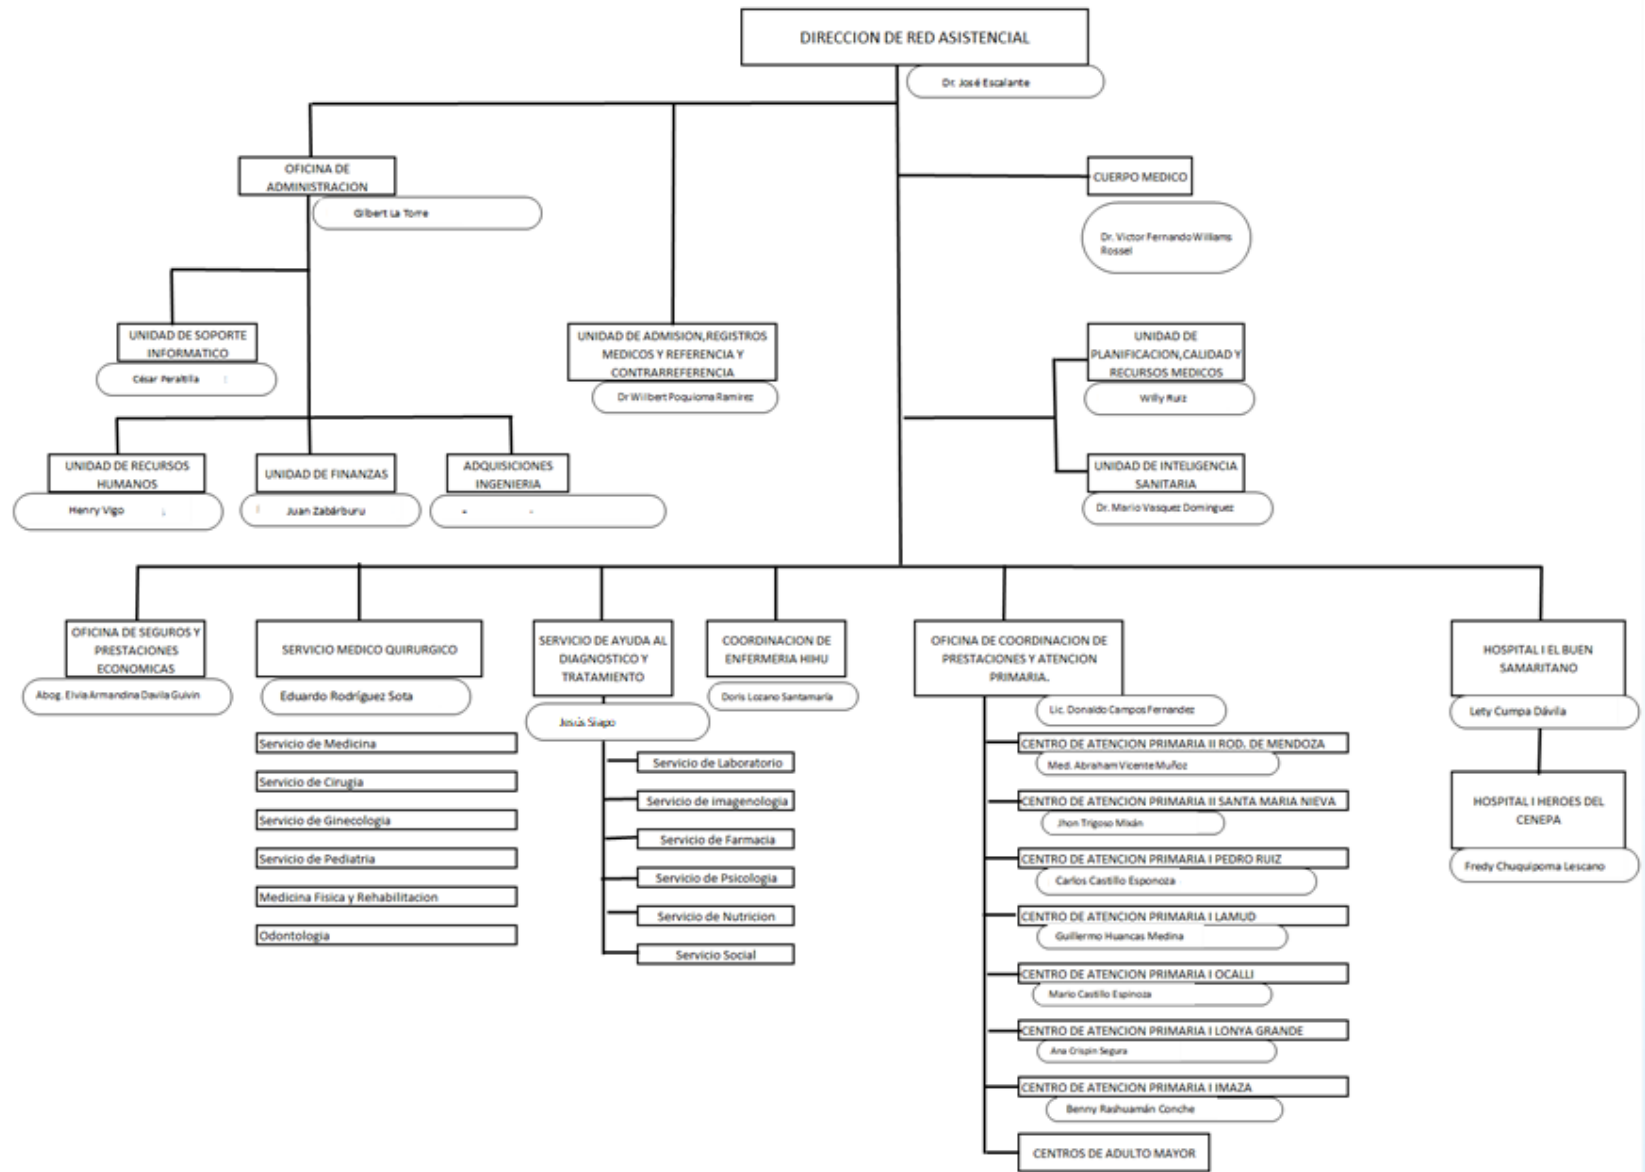 DIRECCION DE RED ASISTENCIAL
Dr. José Escalante
OFICINA DE
ADMINISTRACION
Gilbert La Torre
CUERPO MEDICO
Dr. Victor Fernando Williams
Rossel
UNIDAD DE SOPORTE
INFORMATICO
César Peraltilla
UNIDAD DE ADMISION,REGISTROS
MEDICOS Y REFERENCIA Y
CONTRARREFERENCIA
Dr Wilbert Poquioma Ramirez
UNIDAD DE
PLANIFICACION,CALIDAD Y
RECURSOS MEDICOS
Willy Ruiz
UNIDAD DE RECURSOS
HUMANOS
Henry Vigo
UNIDAD DE FINANZAS
Juan Zabárburu
ADQUISICIONES
INGENIERIA
UNIDAD DE INTELIGENCIA
SANITARIA
Dr. Mario Vasquez Dominguez
OFICINA DE SEGUROS Y
PRESTACIONES
ECONOMICAS
Abog. Elvia Armandina Davila Guivin
SERVICIO MEDICO QUIRURGICO
Eduardo Rodríguez Sota
Servicio de Medicina
Servicio de Cirugia
Servicio de Ginecologia
Servicio de Pediatria
Medicina Fisica y Rehabilitacion
Odontologia
SERVICIO DE AYUDA AL
DIAGNOSTICO Y
TRATAMIENTO
Jesús Siapo
Servicio de Laboratorio
Servicio de imagenologia
Servicio de Farmacia
Servicio de Psicologia
Servicio de Nutricion
Servicio Social
COORDINACION DE
ENFERMERIA HIHU
Doris Lozano Santamaría
OFICINA DE COORDINACION DE
PRESTACIONES Y ATENCION
PRIMARIA.
Lic. Donaldo Campos Fernandez
CENTRO DE ATENCION PRIMARIA II ROD. DE MENDOZA
Med. Abraham Vicente Muñoz
CENTRO DE ATENCION PRIMARIA II SANTA MARIA NIEVA
Jhon Trigoso Mixán
CENTRO DE ATENCION PRIMARIA I PEDRO RUIZ
Carlos Castillo Esponoza
CENTRO DE ATENCION PRIMARIA I LAMUD
Guillermo Huancas Medina
CENTRO DE ATENCION PRIMARIA I OCALLI
Mario Castillo Espinoza
CENTRO DE ATENCION PRIMARIA I LONYA GRANDE
Ana Crispin Segura
CENTRO DE ATENCION PRIMARIA I IMAZA
Benny Rashuamán Conche
CENTROS DE ADULTO MAYOR
HOSPITAL I EL BUEN
SAMARITANO
Lety Cumpa Dávila
HOSPITAL I HEROES DEL
CENEPA
Fredy Chuquipoma Lescano